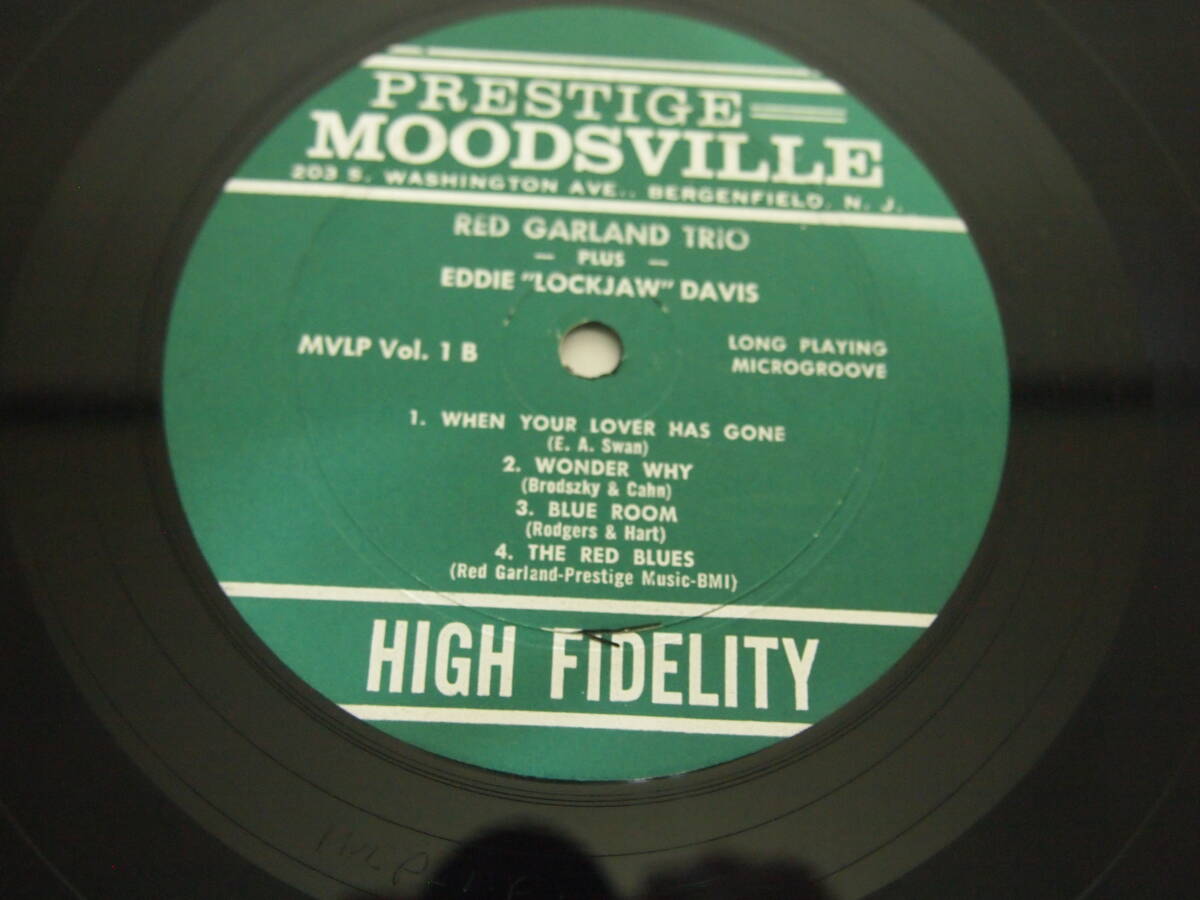 PRESTIGE
MOODSVILLE
203 S. WASHINGTON AVE., BERGENFIELD, N. J.
RED GARLAND TRIO
— PLUS —
EDDIE "LOCKJAW" DAVIS
MVLP Vol. 1 B
LONG PLAYING
MICROGROOVE
1. WHEN YOUR LOVER HAS GONE
(E. A. Swan)
2. WONDER WHY
(Brodszky & Cahn)
3. BLUE ROOM
(Rodgers & Hart)
4. THE RED BLUES
(Red Garland-Prestige Music-BMI)
HIGH FIDELITY